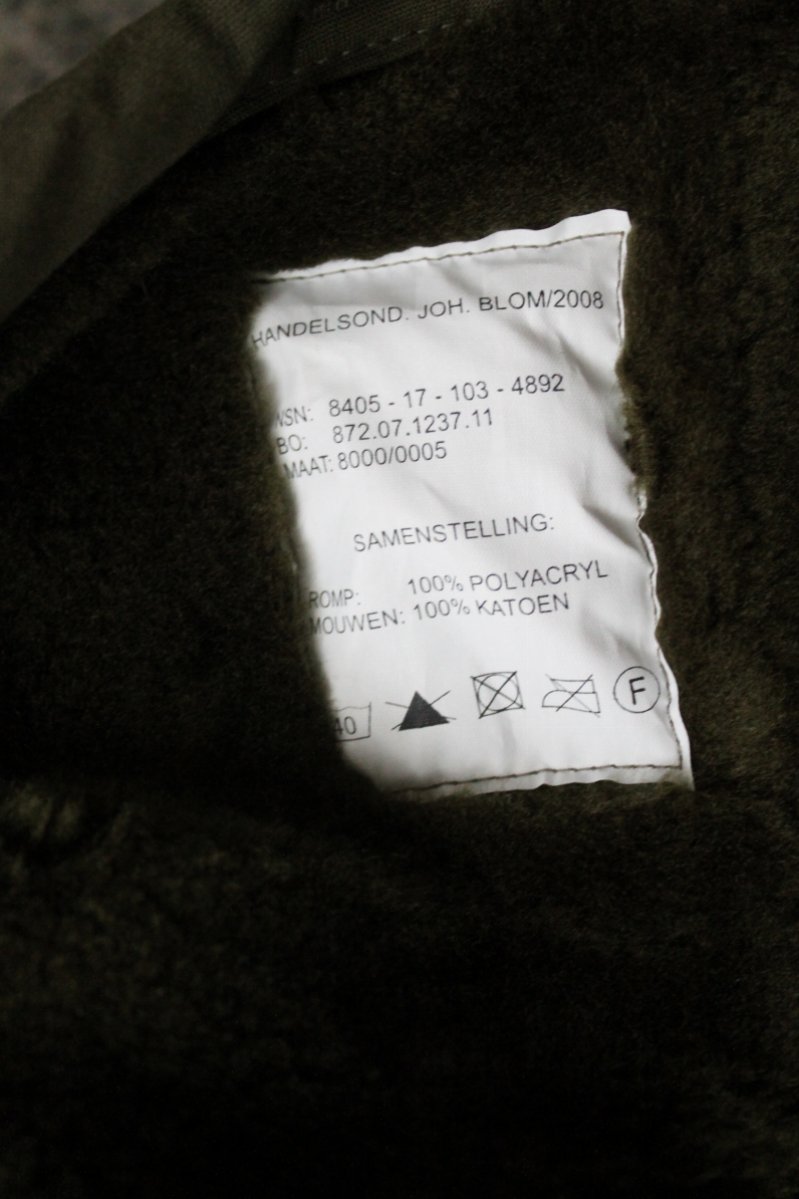 HANDELSOND. JOH. BLOM/2008
NSN: 8405 - 17 - 103 - 4892
BO: 872.07.1237.11
MAAT: 8000/0005
SAMENSTELLING:
ROMP: 100% POLYACRYL
MOUWEN: 100% KATOEN
40 F